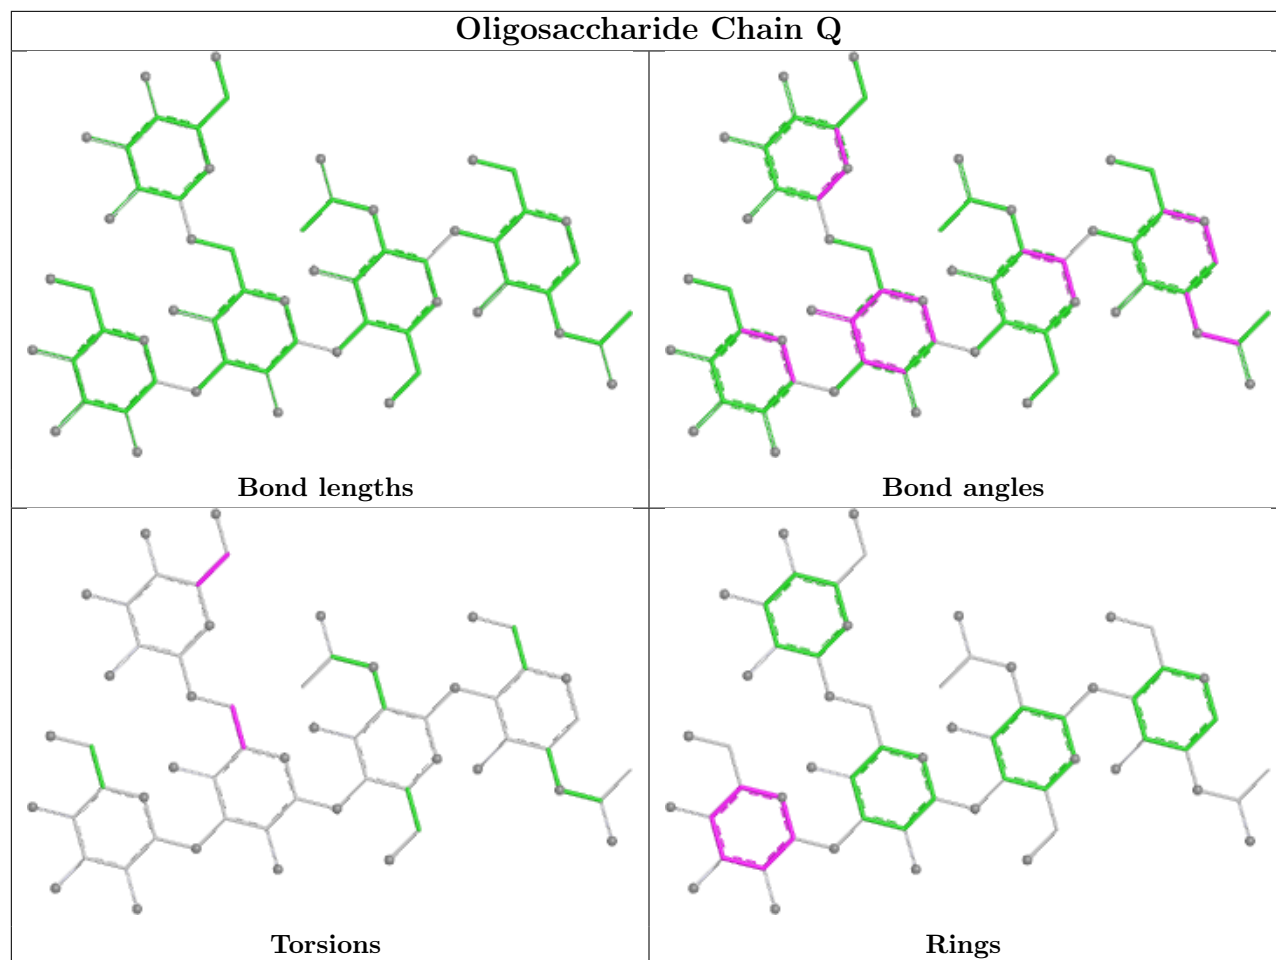 Oligosaccharide Chain Q
Bond lengths
Bond angles
Torsions
Rings